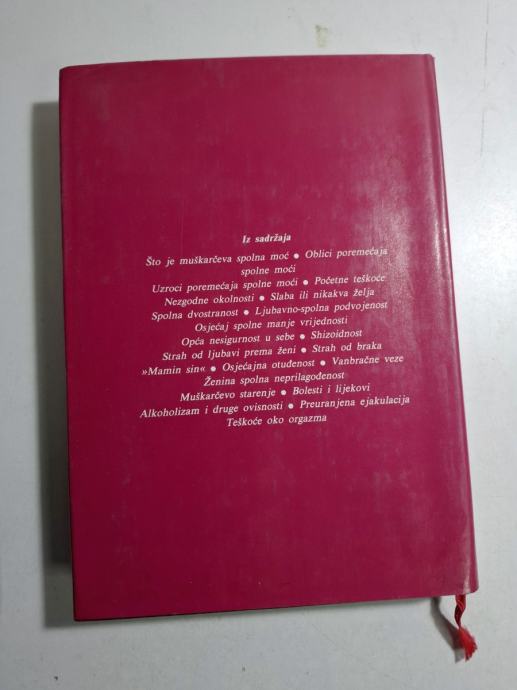 Iz sadržaja
Što je muškarčeva spolna moć ● Oblici poremećaja
spolne moći
Uzroci poremećaja spolne moći ● Početne teškoće
Nezgodne okolnosti ● Slaba ili nikakva želja
Spolna dvostranost ● Ljubavno-spolna podvojenost
Osjećaj spolne manje vrijednosti
Opća nesigurnost u sebe ● Shizoidnost
Strah od ljubavi prema ženi ● Strah od braka
»Mamin sin« ● Osjećajna otuđenost ● Vanbračne veze
Ženina spolna neprilagođenost
Muškarčevo starenje ● Bolesti i lijekovi
Alkoholizam i druge ovisnosti ● Preuranjena ejakulacija
Teškoće oko orgazma